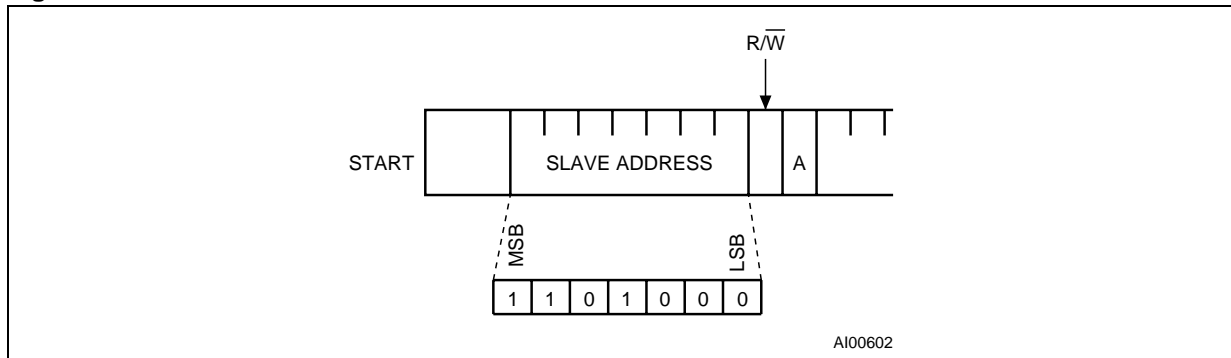 R/W̅
START
SLAVE ADDRESS
A
MSB
LSB
1 1 0 1 0 0 0
AI00602